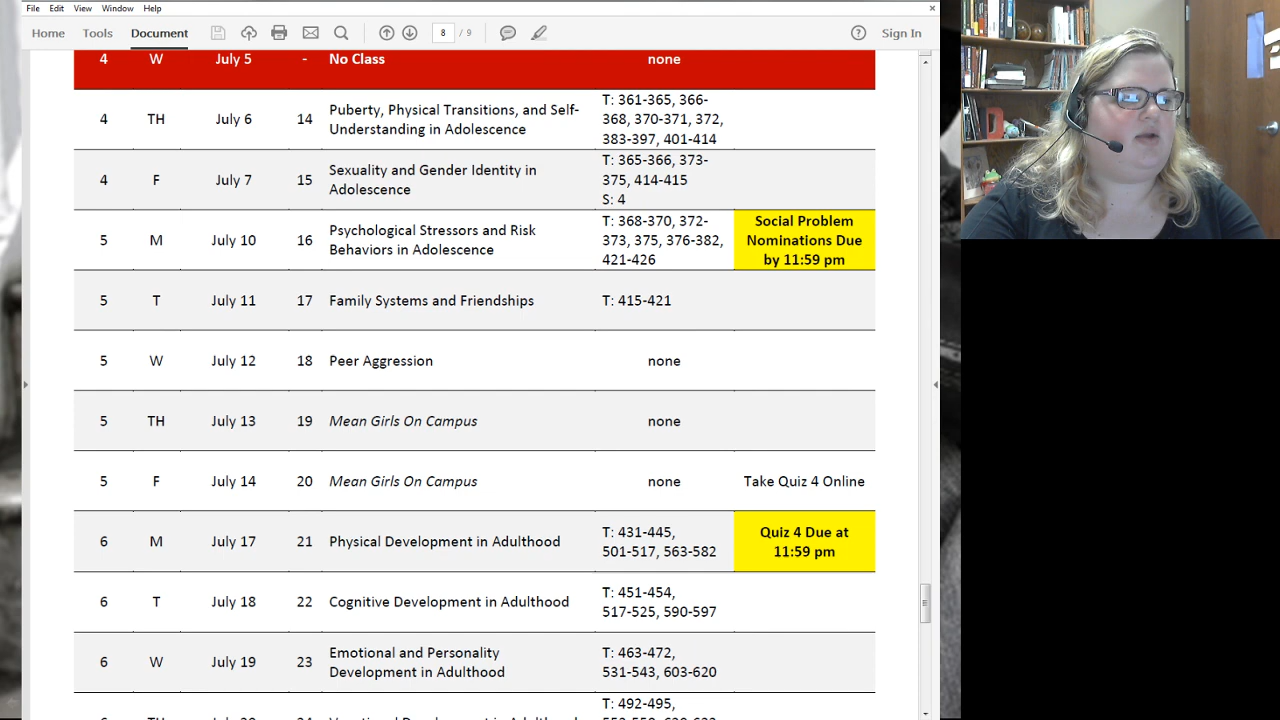 File Edit View Window Help
Home Tools Document 8 / 9 Sign In
4 W July 5 - No Class none
4 TH July 6 14 Puberty, Physical Transitions, and Self-
Understanding in Adolescence
T: 361-365, 366-
368, 370-371, 372,
383-397, 401-414
4 F July 7 15 Sexuality and Gender Identity in
Adolescence
T: 365-366, 373-
375, 414-415
S: 4
5 M July 10 16 Psychological Stressors and Risk
Behaviors in Adolescence
T: 368-370, 372-
373, 375, 376-382,
421-426
Social Problem
Nominations Due
by 11:59 pm
5 T July 11 17 Family Systems and Friendships T: 415-421
5 W July 12 18 Peer Aggression none
5 TH July 13 19 Mean Girls On Campus none
5 F July 14 20 Mean Girls On Campus none Take Quiz 4 Online
6 M July 17 21 Physical Development in Adulthood
T: 431-445,
501-517, 563-582
Quiz 4 Due at
11:59 pm
6 T July 18 22 Cognitive Development in Adulthood
T: 451-454,
517-525, 590-597
6 W July 19 23 Emotional and Personality
Development in Adulthood
T: 463-472,
531-543, 603-620
T: 492-495,